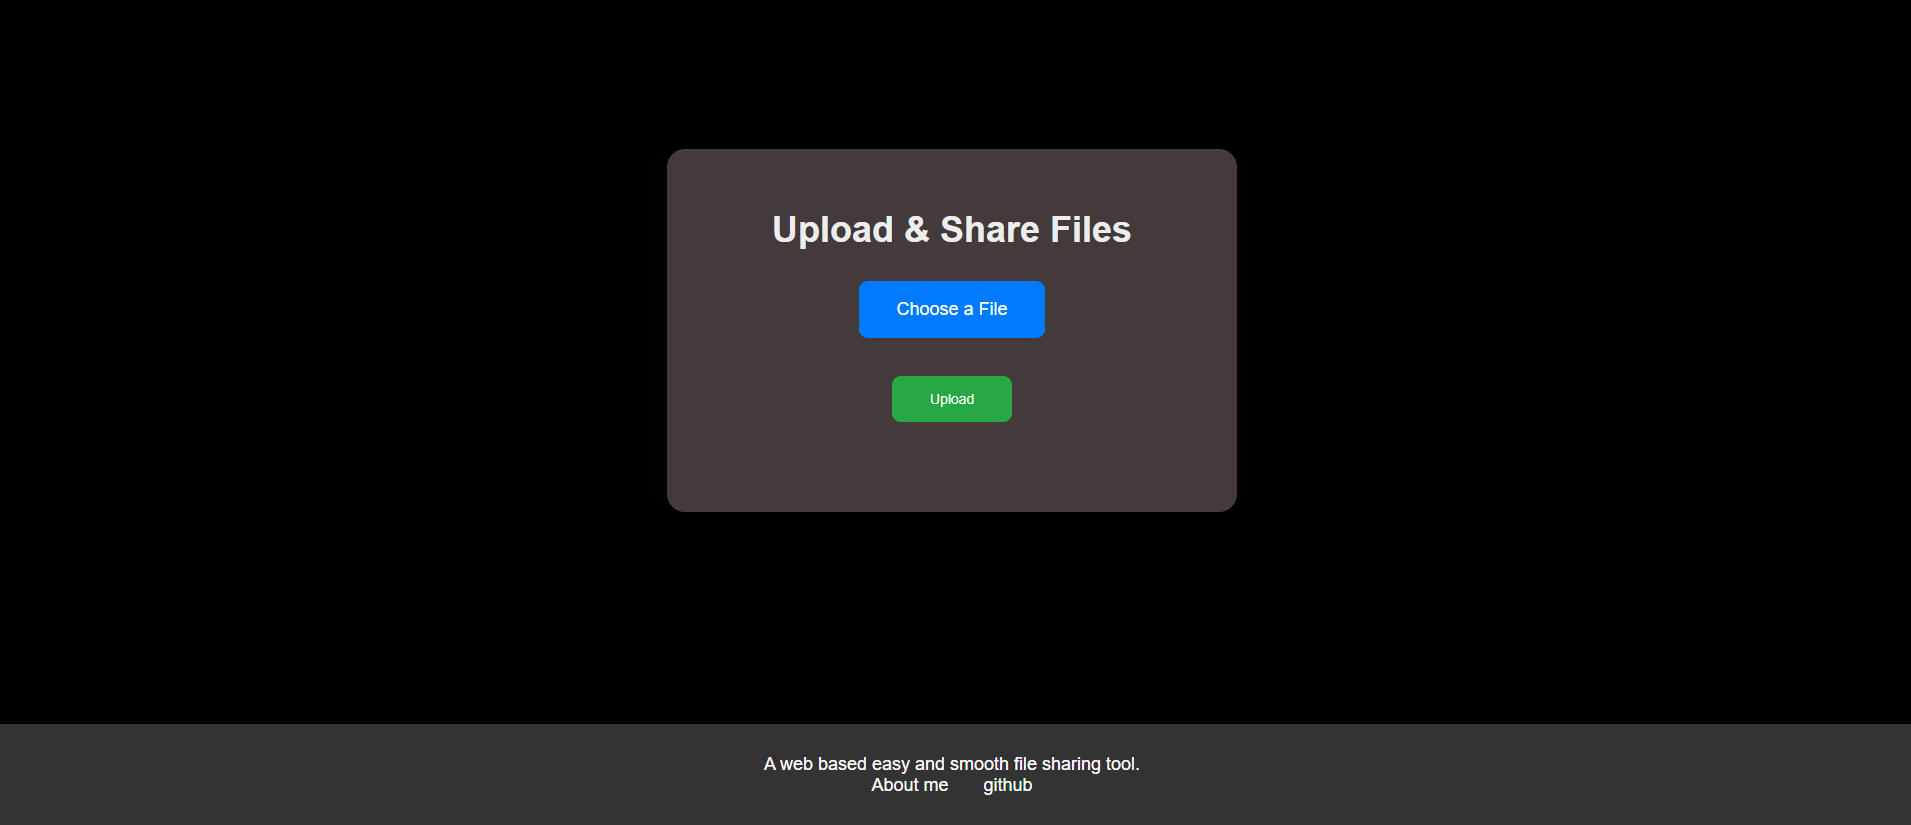 Upload & Share Files
Choose a File
Upload
A web based easy and smooth file sharing tool.
About me github